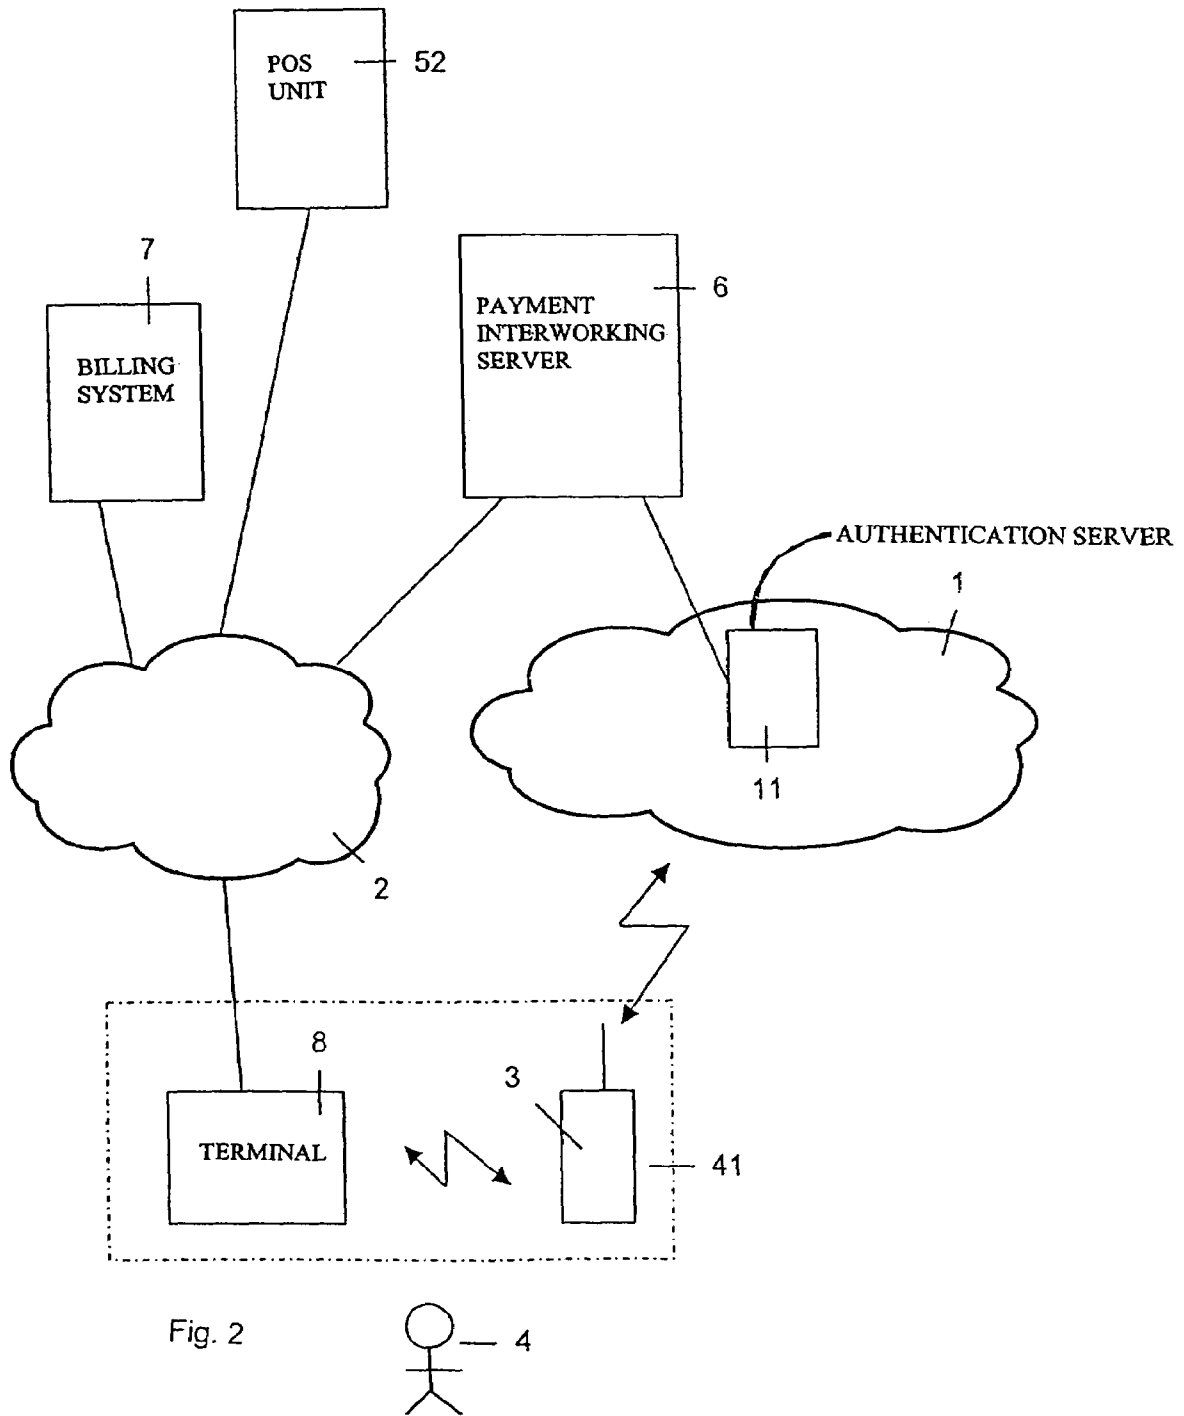 POS
UNIT
52
7
BILLING
SYSTEM
PAYMENT
INTERWORKING
SERVER
6
AUTHENTICATION SERVER
1
11
2
8
TERMINAL
3
41
Fig. 2
4